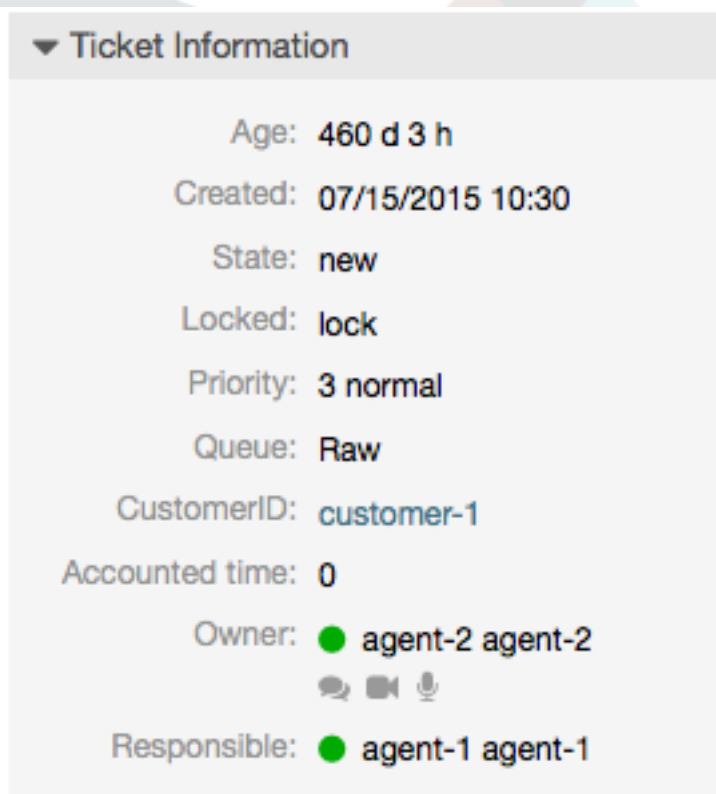 Ticket Information
Age: 460 d 3 h
Created: 07/15/2015 10:30
State: new
Locked: lock
Priority: 3 normal
Queue: Raw
CustomerID: customer-1
Accounted time: 0
Owner: agent-2 agent-2
Responsible: agent-1 agent-1